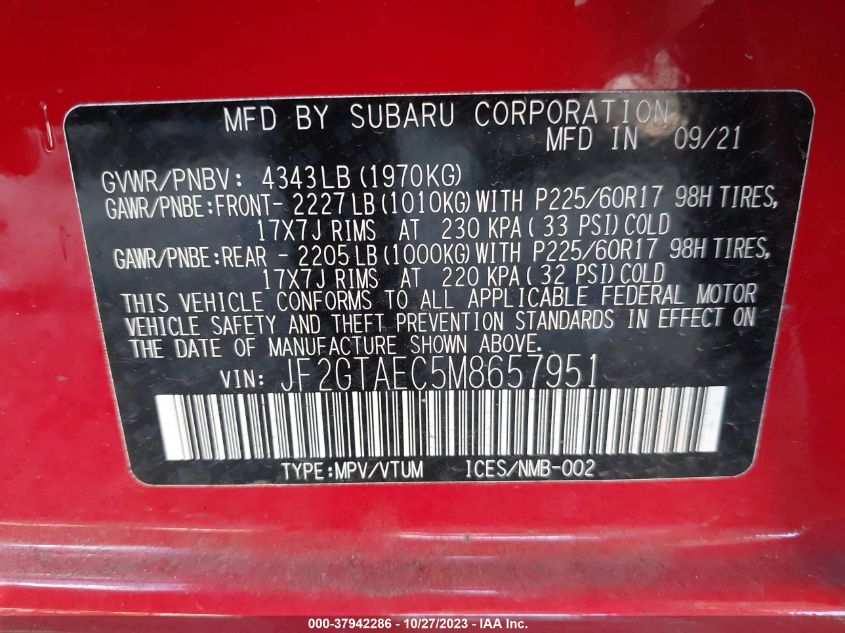 MFD BY SUBARU CORPORATION
MFD IN 09/21
GVWR/PNBV: 4343LB (1970KG)
GAWR/PNBE:FRONT- 2227 LB (1010KG) WITH P225/60R17 98H TIRES,
17X7J RIMS AT 230 KPA (33 PSI) COLD
GAWR/PNBE:REAR - 2205 LB (1000KG) WITH P225/60R17 98H TIRES,
17X7J RIMS AT 220 KPA (32 PSI) COLD
THIS VEHICLE CONFORMS TO ALL APPLICABLE FEDERAL MOTOR
VEHICLE SAFETY AND THEFT PREVENTION STANDARDS IN EFFECT ON
THE DATE OF MANUFACTURE SHOWN ABOVE.
VIN: JF2GTAEC5M8657951
TYPE:MPV/VTUM ICES/NMB-002
000-37942286 - 10/27/2023 - IAA Inc.